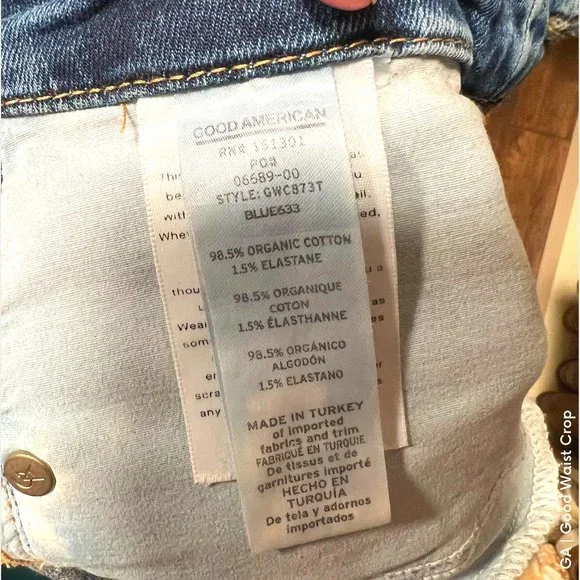 GOOD AMERICAN
RN# 161301
PO#
06689-00
STYLE: GWC873T
BLUE633
98.5% ORGANIC COTTON
1.5% ELASTANE
98.5% ORGANIQUE
COTON
1.5% ÉLASTHANNE
98.5% ORGÁNICO
ALGODÓN
1.5% ELASTANO
MADE IN TURKEY
of imported
fabrics and trim
FABRIQUÉ EN TURQUIE
De tissus et de
garnitures importé
HECHO EN
TURQUÍA
De tela y adornos
importados
GA | Good Waist Crop